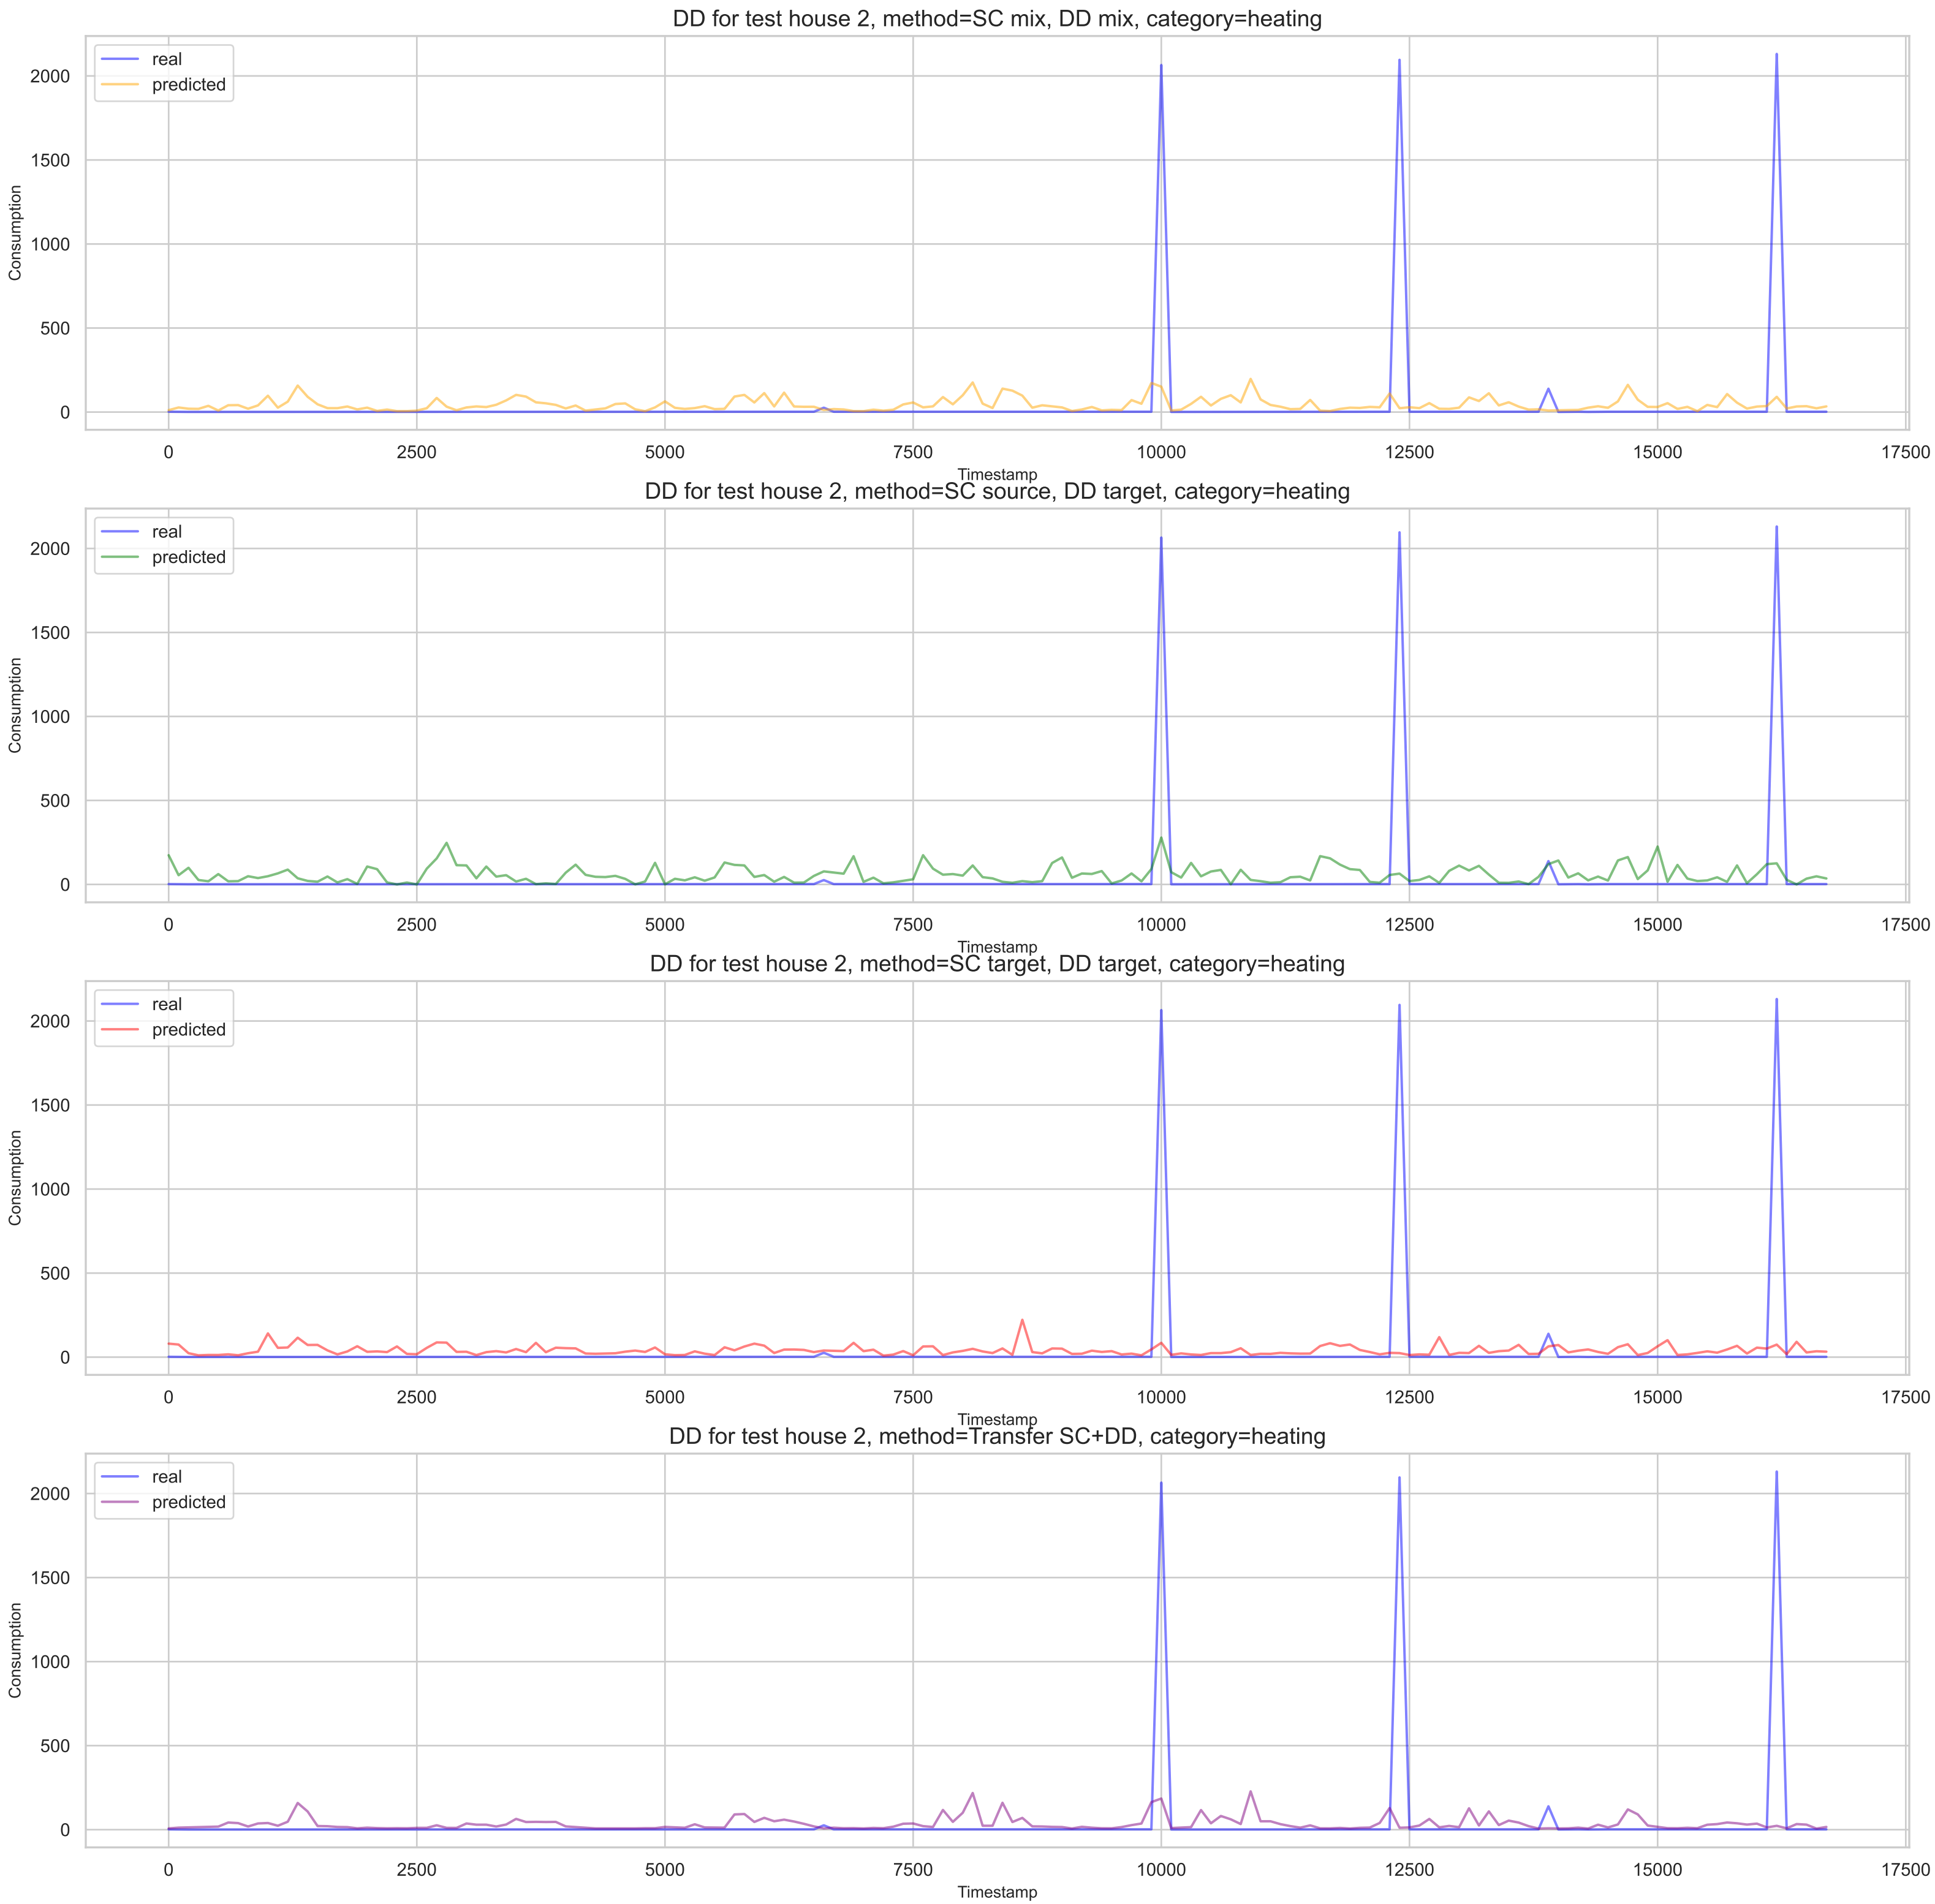 DD for test house 2, method=SC mix, DD mix, category=heating
real
predicted
2000
1500
1000
500
0
Consumption
0 2500 5000 7500 10000 12500 15000 17500
Timestamp
DD for test house 2, method=SC source, DD target, category=heating
real
predicted
2000
1500
1000
500
0
Consumption
0 2500 5000 7500 10000 12500 15000 17500
Timestamp
DD for test house 2, method=SC target, DD target, category=heating
real
predicted
2000
1500
1000
500
0
Consumption
0 2500 5000 7500 10000 12500 15000 17500
Timestamp
DD for test house 2, method=Transfer SC+DD, category=heating
real
predicted
2000
1500
1000
500
0
Consumption
0 2500 5000 7500 10000 12500 15000 17500
Timestamp